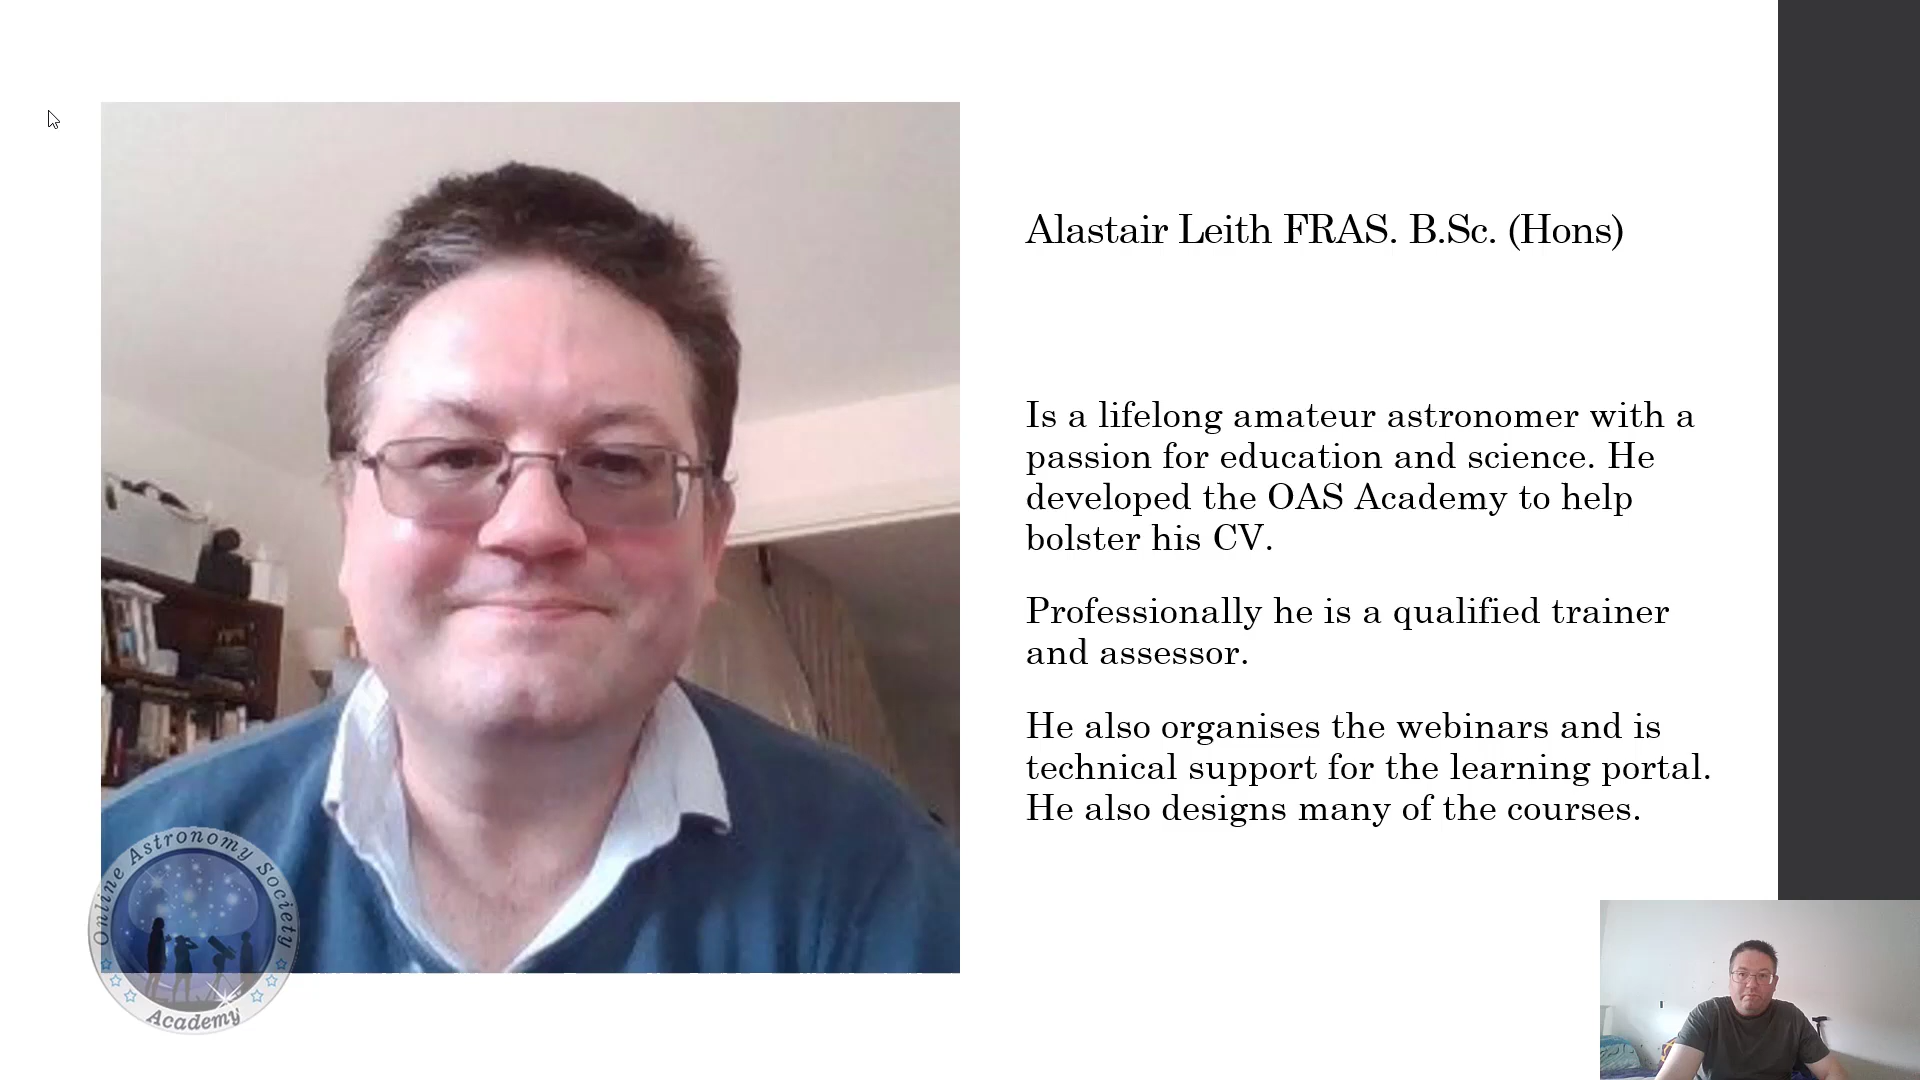 Alastair Leith FRAS. B.Sc. (Hons)
Is a lifelong amateur astronomer with a
passion for education and science. He
developed the OAS Academy to help
bolster his CV.
Professionally he is a qualified trainer
and assessor.
He also organises the webinars and is
technical support for the learning portal.
He also designs many of the courses.
Online Astronomy Society
Academy